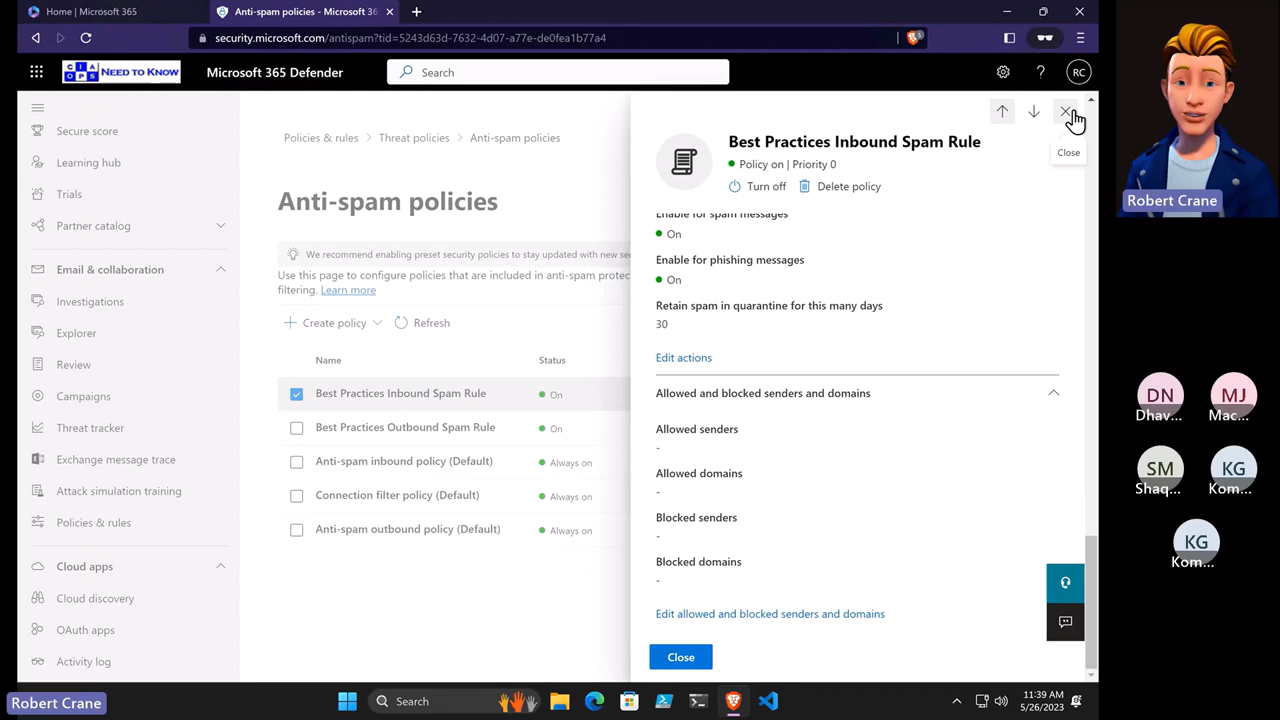 Home | Microsoft 365
Anti-spam policies - Microsoft 36
security.microsoft.com/antispam?tid=5243d63d-7632-4d07-a77e-de0fea1b77a4
5
CIAOPS NEED TO KNOW
Microsoft 365 Defender
Search
?
RC
Secure score
Learning hub
Trials
Partner catalog
Email & collaboration
Investigations
Explorer
Review
Campaigns
Threat tracker
Exchange message trace
Attack simulation training
Policies & rules
Cloud apps
Cloud discovery
OAuth apps
Activity log
Policies & rules > Threat policies > Anti-spam policies
Anti-spam policies
We recommend enabling preset security policies to stay updated with new sec
Use this page to configure policies that are included in anti-spam protec
filtering. Learn more
Create policy
Refresh
Name Status
Best Practices Inbound Spam Rule On
Best Practices Outbound Spam Rule On
Anti-spam inbound policy (Default) Always on
Connection filter policy (Default) Always on
Anti-spam outbound policy (Default) Always on
Close
Best Practices Inbound Spam Rule
Policy on | Priority 0
Turn off
Delete policy
Enable for spam messages
On
Enable for phishing messages
On
Retain spam in quarantine for this many days
30
Edit actions
Allowed and blocked senders and domains
Allowed senders
-
Allowed domains
-
Blocked senders
-
Blocked domains
-
Edit allowed and blocked senders and domains
Close
Robert Crane
DN
Dhav...
MJ
Mac...
SM
Shaq...
KG
Kom...
KG
Kom...
Robert Crane
Search
11:39 AM
5/26/2023